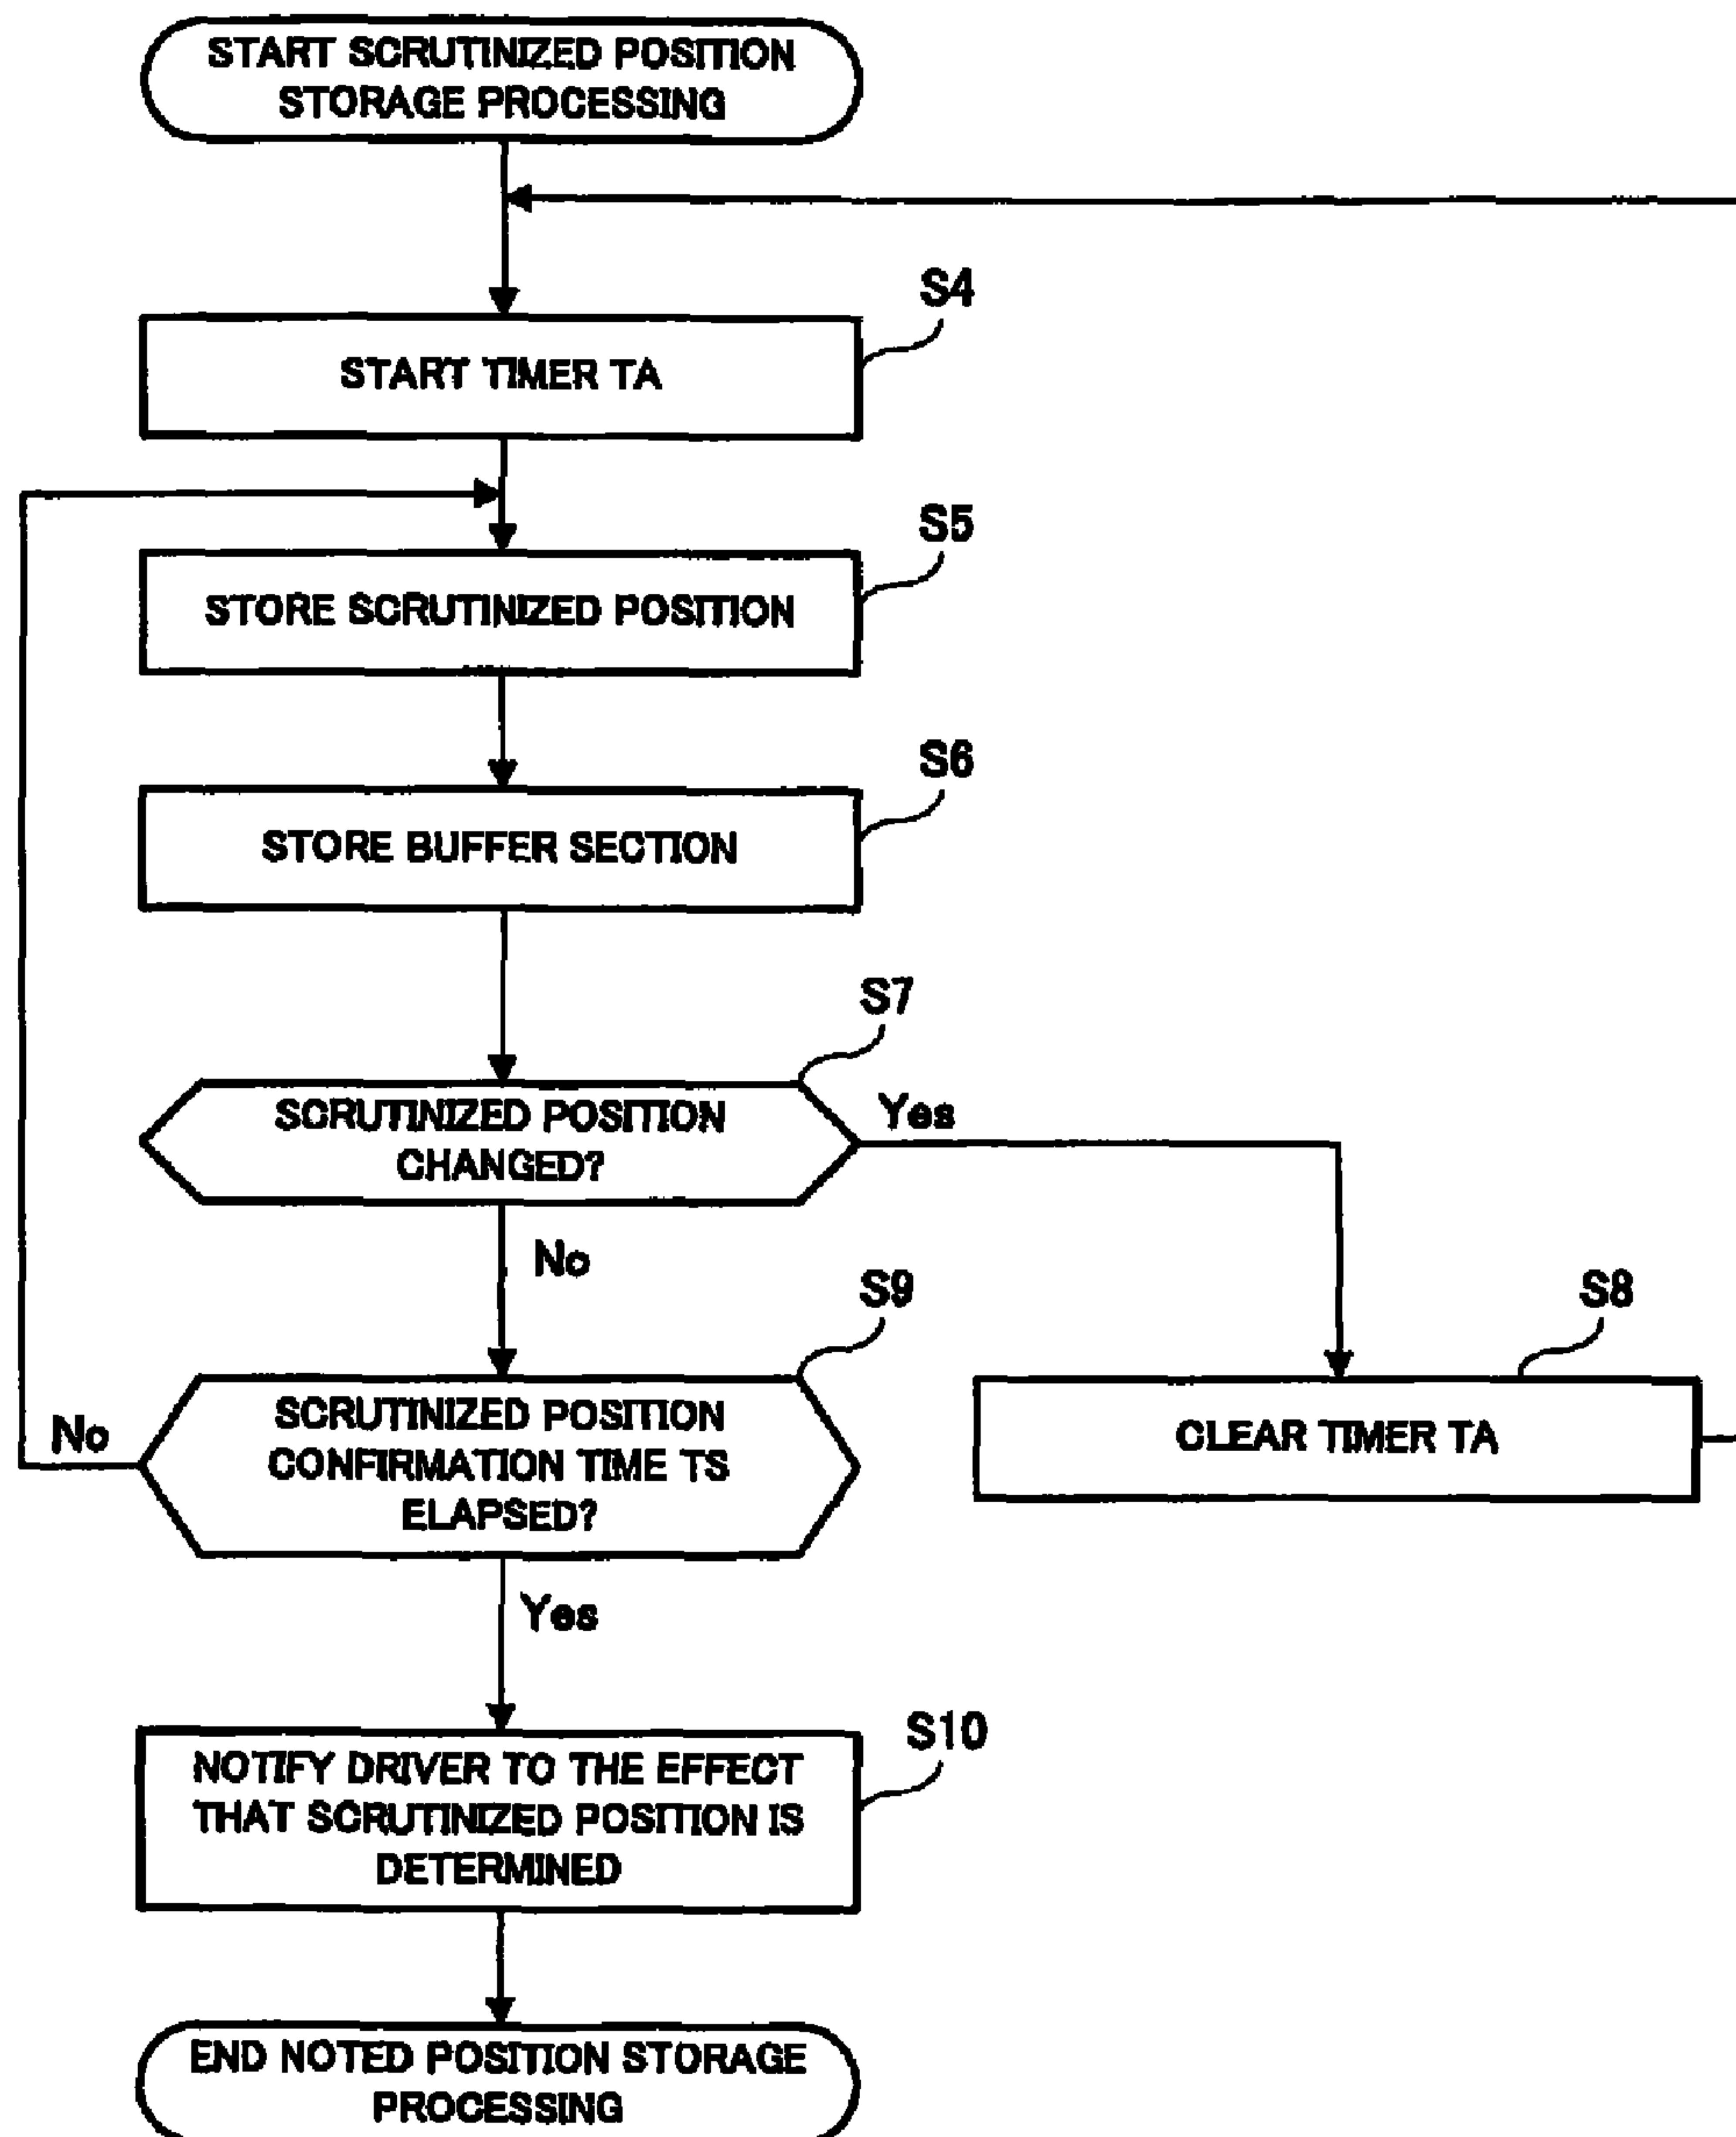 START SCRUTINIZED POSITION
STORAGE PROCESSING
S4
START TIMER TA
S5
STORE SCRUTINIZED POSITION
S6
STORE BUFFER SECTION
S7
SCRUTINIZED POSITION
CHANGED?
Yes
No
S9
S8
SCRUTINIZED POSITION
CONFIRMATION TIME TS
ELAPSED?
No
CLEAR TIMER TA
Yes
S10
NOTIFY DRIVER TO THE EFFECT
THAT SCRUTINIZED POSITION IS
DETERMINED
END NOTED POSITION STORAGE
PROCESSING